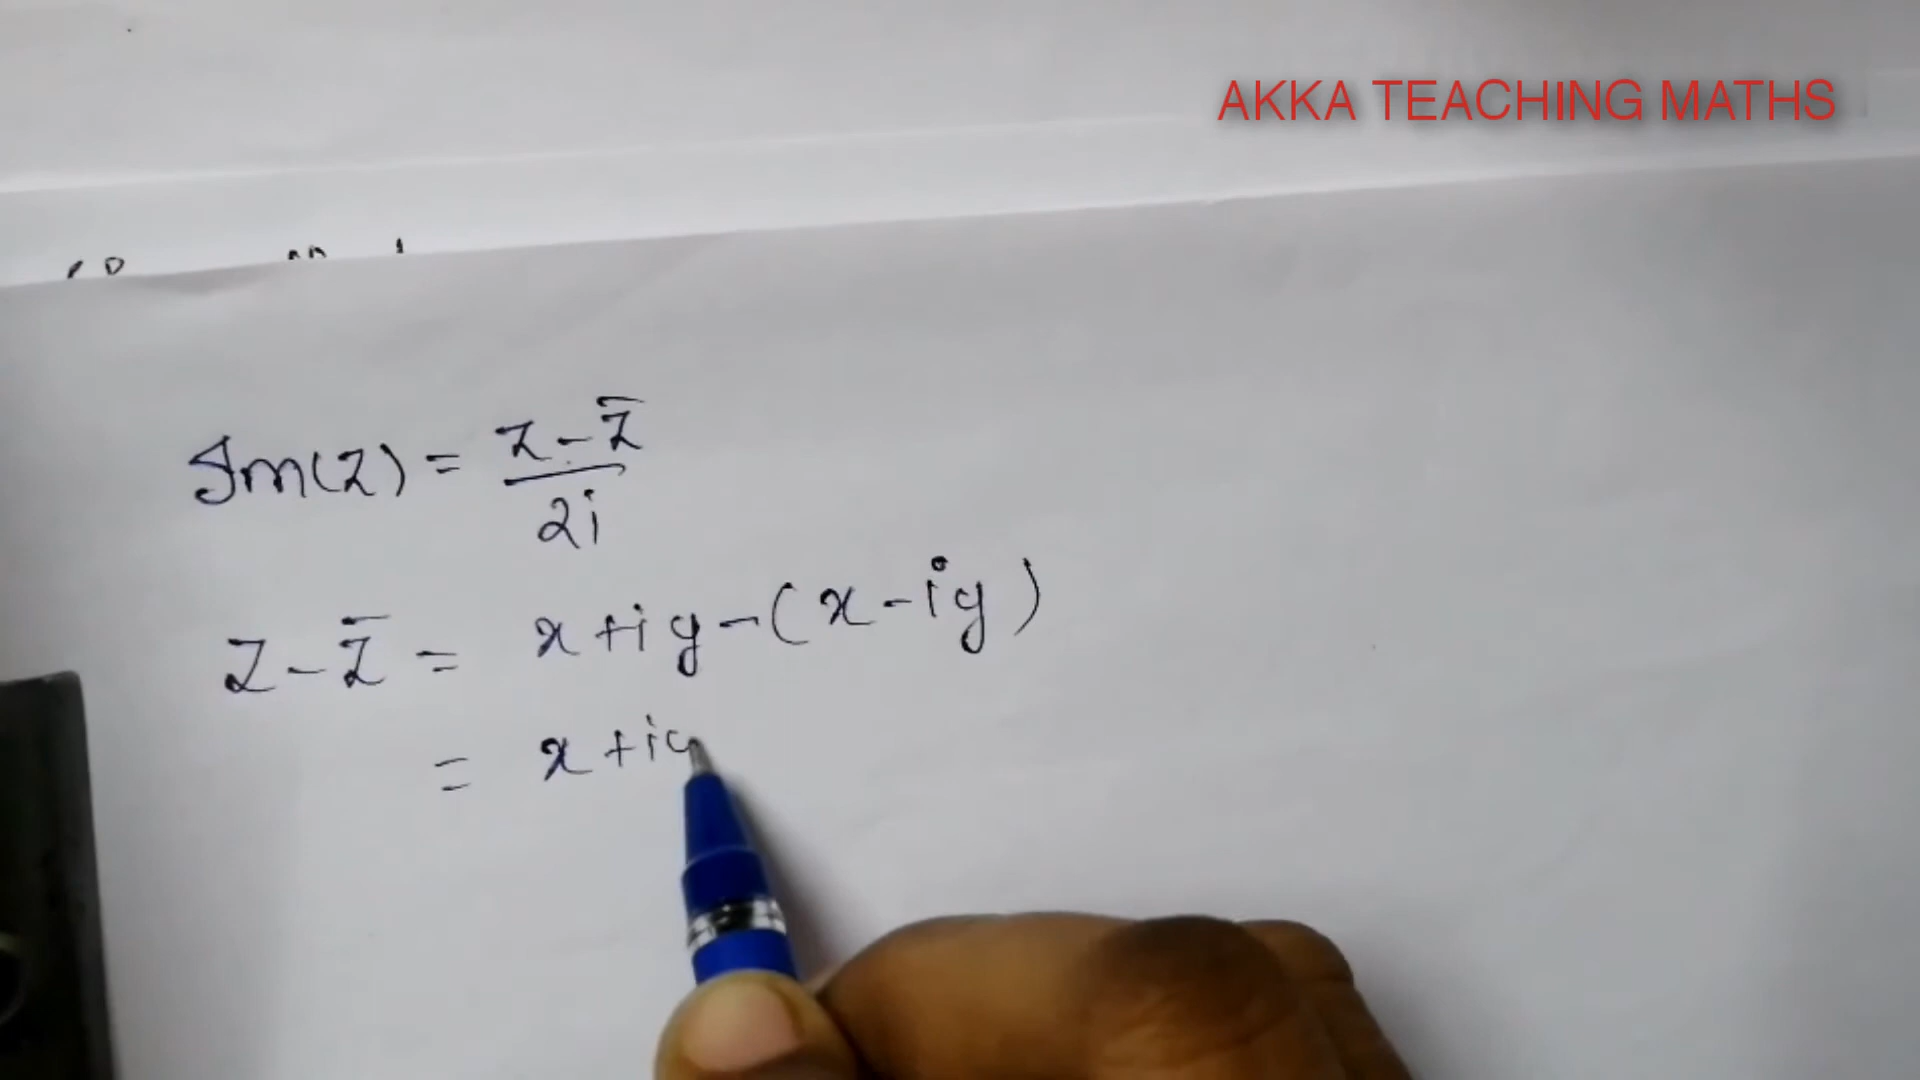 AKKA TEACHING MATHS
Im(z) = z - z̄ / 2i
z - z̄ = x + iy - (x - iy)
= x + iy